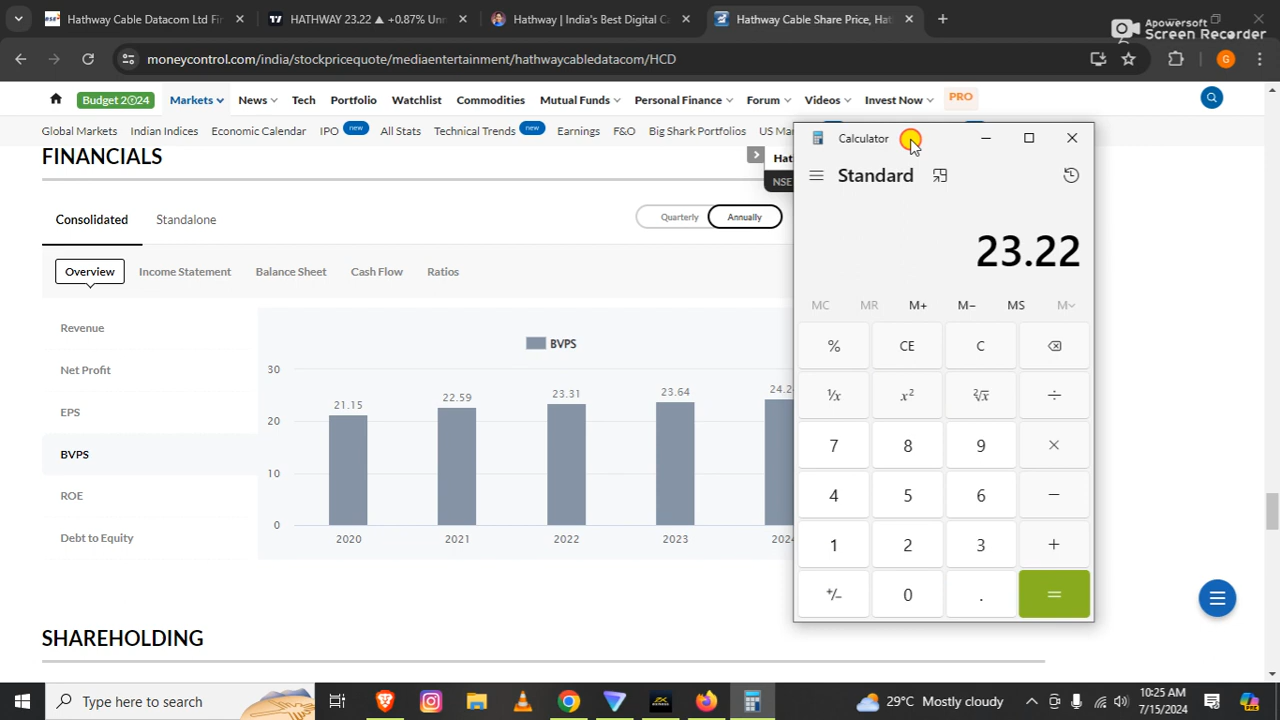 Hathway Cable Datacom Ltd Fi
HATHWAY 23.22 ▲ +0.87% Un
Hathway | India's Best Digital C
Hathway Cable Share Price, Hat
Apowersoft
Screen Recorder
moneycontrol.com/india/stockpricequote/mediaentertainment/hathwaycabledatacom/HCD
G
Budget 2024 Markets News Tech Portfolio Watchlist Commodities Mutual Funds Personal Finance Forum Videos Invest Now PRO
Global Markets Indian Indices Economic Calendar IPO new All Stats Technical Trends new Earnings F&O Big Shark Portfolios US Mar
FINANCIALS
Hat
NSE
Consolidated Standalone
Quarterly Annually
Overview Income Statement Balance Sheet Cash Flow Ratios
Revenue
Net Profit
EPS
BVPS
ROE
Debt to Equity
BVPS
30
20
10
0
21.15 22.59 23.31 23.64 24.2
2020 2021 2022 2023 2024
SHAREHOLDING
Calculator
Standard
23.22
MC MR M+ M− MS M
% CE C
⅟x x² ²√x ÷
7 8 9 ×
4 5 6 −
1 2 3 +
+/− 0 . =
Type here to search
29°C Mostly cloudy
10:25 AM
7/15/2024
PRE